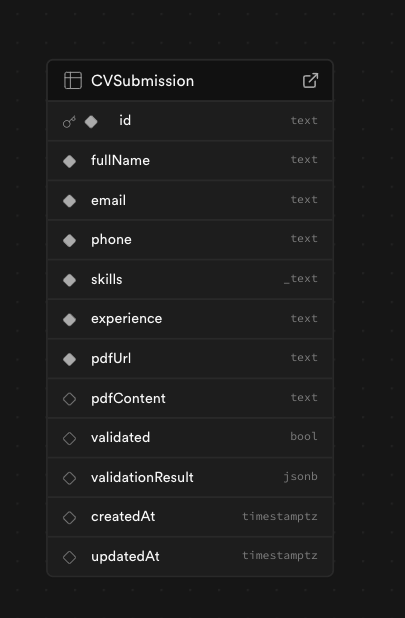 CVSubmission
id text
fullName text
email text
phone text
skills _text
experience text
pdfUrl text
pdfContent text
validated bool
validationResult jsonb
createdAt timestamptz
updatedAt timestamptz